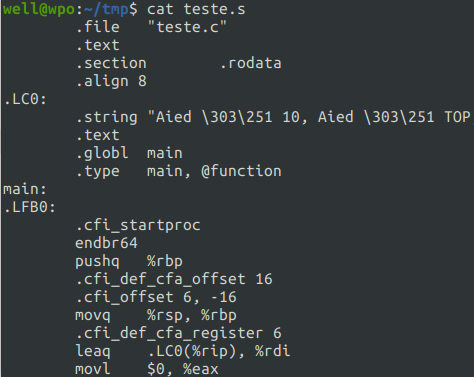 well@wpo:~/tmp$ cat teste.s
.file "teste.c"
.text
.section .rodata
.align 8
.LC0:
.string "Aied \303\251 10, Aied \303\251 TOP
.text
.globl main
.type main, @function
main:
.LFB0:
.cfi_startproc
endbr64
pushq %rbp
.cfi_def_cfa_offset 16
.cfi_offset 6, -16
movq %rsp, %rbp
.cfi_def_cfa_register 6
leaq .LC0(%rip), %rdi
movl $0, %eax